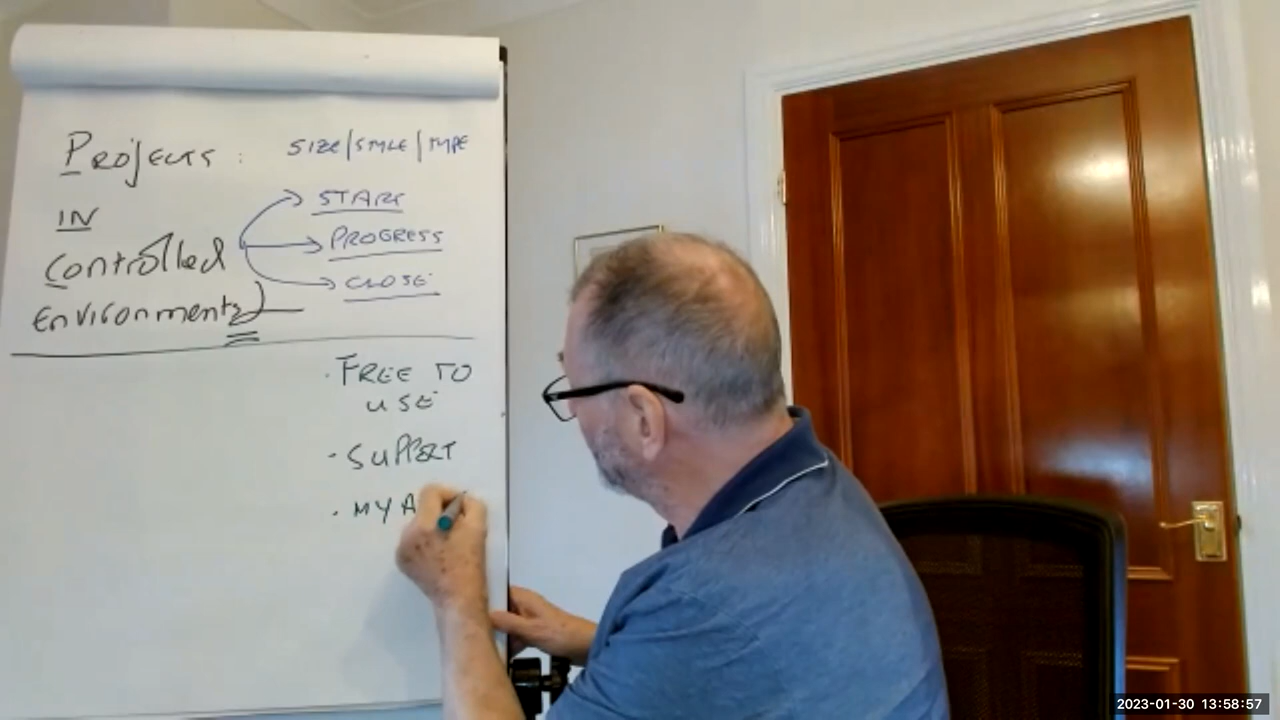 Projects : SIZE/STYLE/TYPE
IN
START
Controlled
PROGRESS
CLOSE
Environments
· FREE TO
USE
· SUPPORT
· MY A
2023-01-30 13:58:57